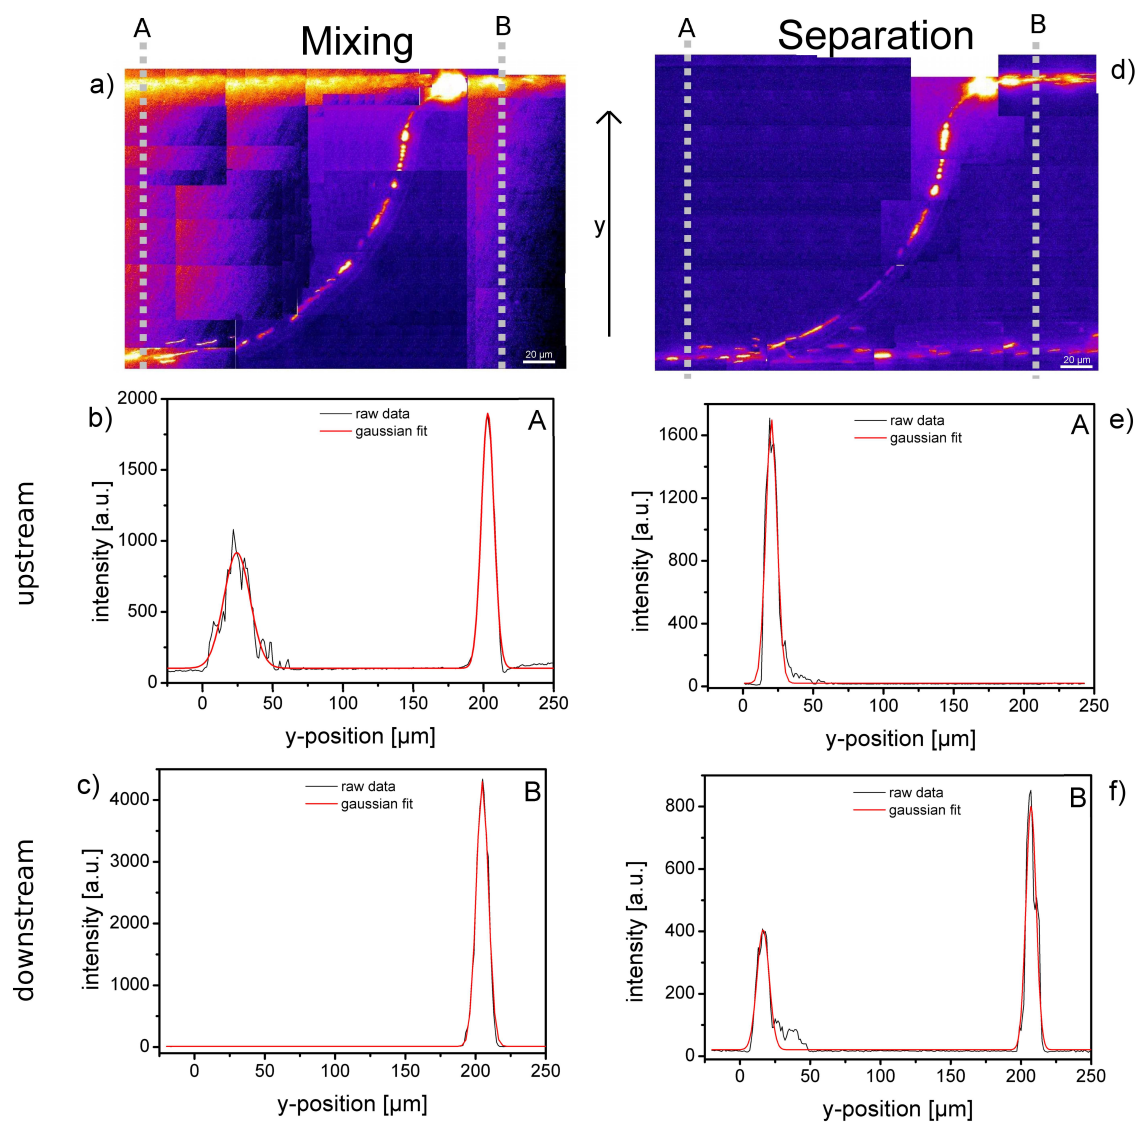 A
Mixing
B
A
Separation
B
a)
d)
y
20 µm
20 µm
upstream
b)
A
raw data
gaussian fit
intensity [a.u.]
2000
1500
1000
500
0
0 50 100 150 200 250
y-position [µm]
e)
A
raw data
gaussian fit
intensity [a.u.]
1600
1200
800
400
0
0 50 100 150 200 250
y-position [µm]
downstream
c)
B
raw data
gaussian fit
intensity [a.u.]
4000
3000
2000
1000
0
0 50 100 150 200 250
y-position [µm]
f)
B
raw data
gaussian fit
intensity [a.u.]
800
600
400
200
0
0 50 100 150 200 250
y-position [µm]